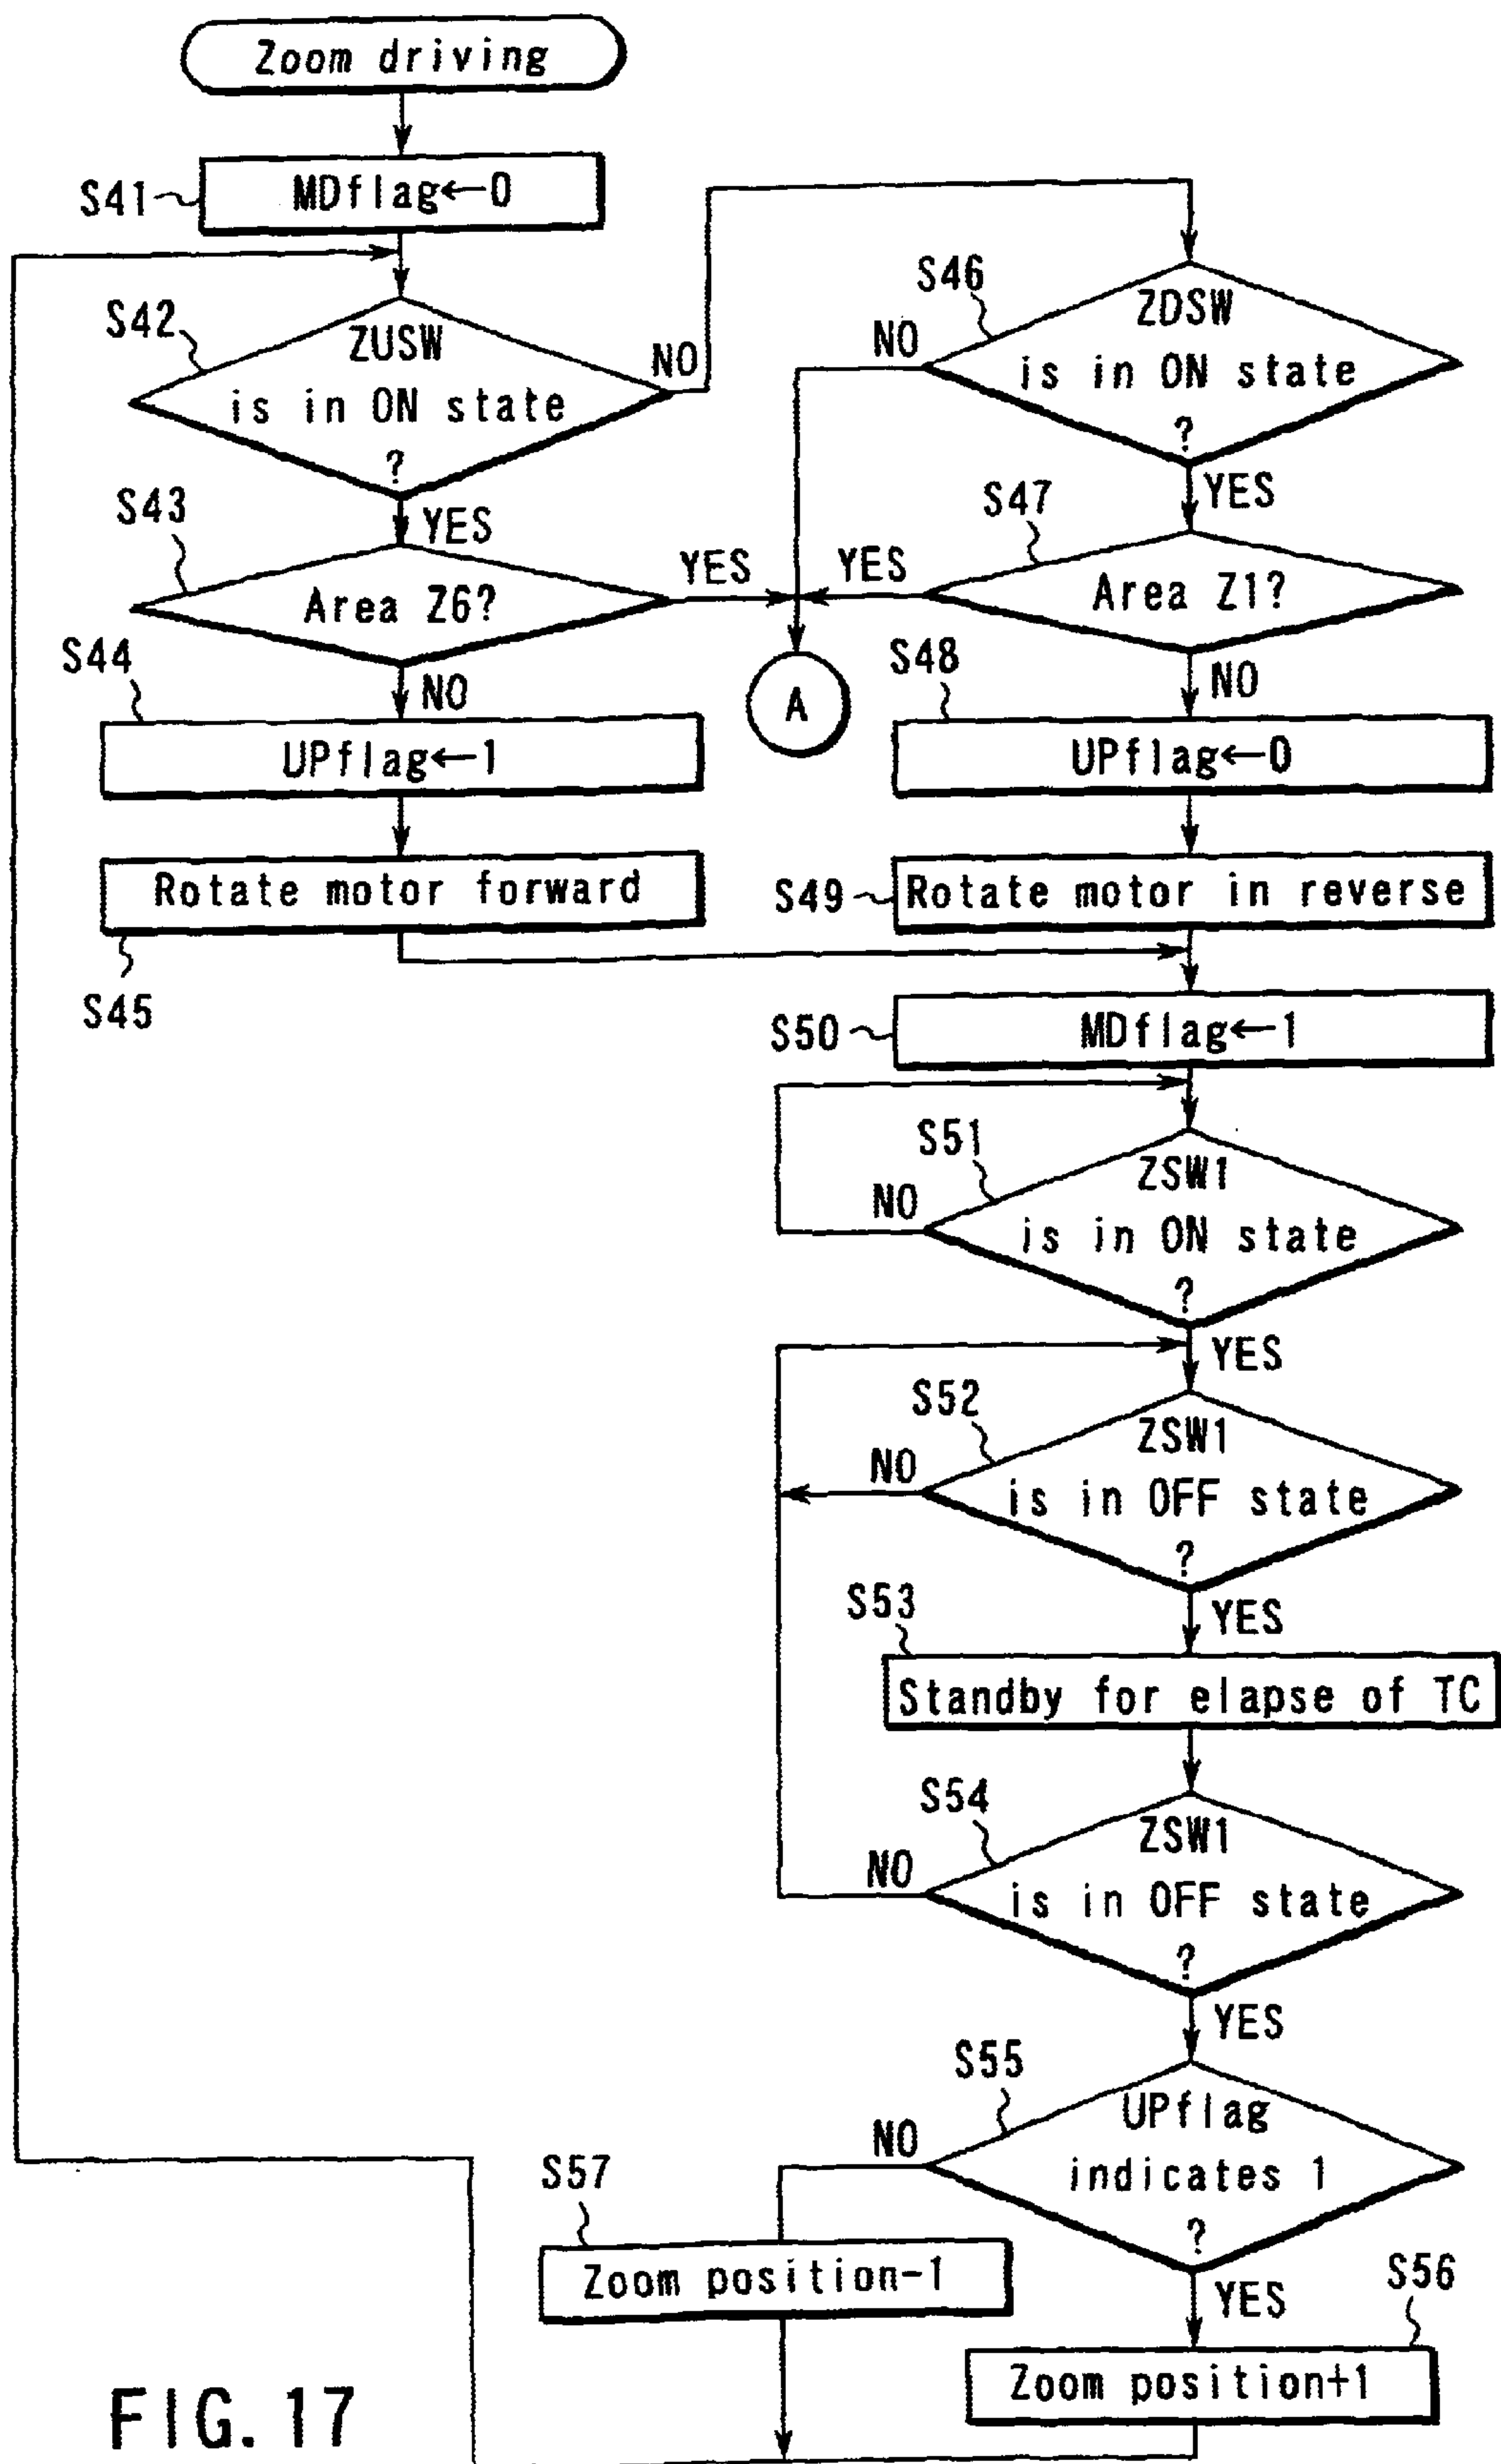 Zoom driving
S41
MDflag←0
S42
ZUSW
is in ON state
?
NO
YES
S43
Area Z6?
YES
NO
S44
UPflag←1
Rotate motor forward
S45
A
S46
ZDSW
is in ON state
?
NO
YES
S47
Area Z1?
YES
NO
S48
UPflag←0
S49
Rotate motor in reverse
S50
MDflag←1
S51
ZSW1
is in ON state
?
NO
YES
S52
ZSW1
is in OFF state
?
NO
YES
S53
Standby for elapse of TC
S54
ZSW1
is in OFF state
?
NO
YES
S55
UPflag
indicates 1
?
NO
YES
S57
Zoom position-1
S56
Zoom position+1
FIG. 17